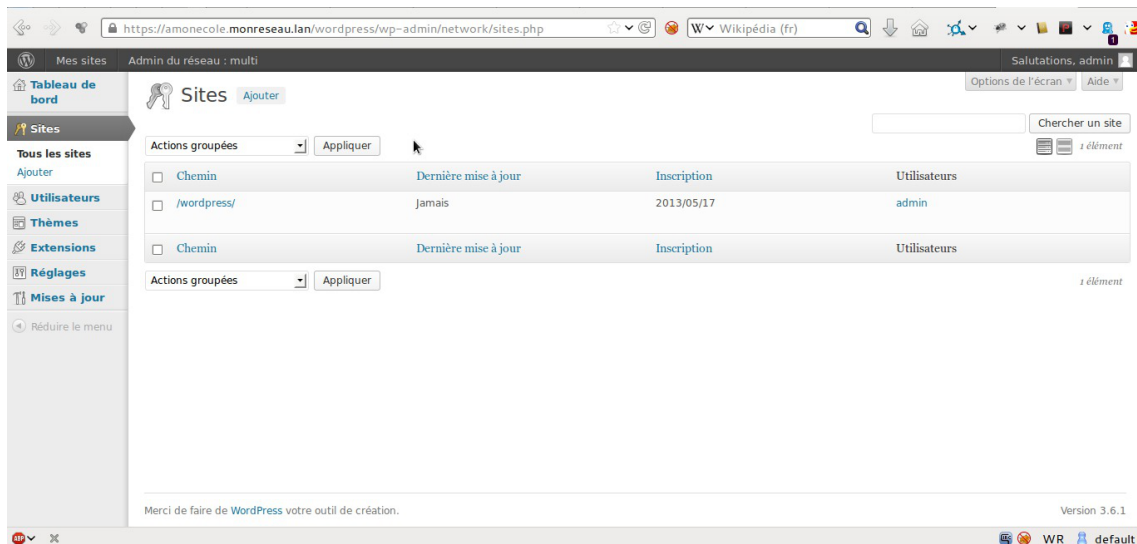 https://amonecole.monreseau.lan/wordpress/wp-admin/network/sites.php
W Wikipédia (fr)
1
Mes sites Admin du réseau : multi Salutations, admin
Tableau de bord
Sites Ajouter
Options de l'écran Aide
Sites
Chercher un site
Tous les sites
Ajouter
Actions groupées Appliquer 1 élément
Chemin Dernière mise à jour Inscription Utilisateurs
/wordpress/ Jamais 2013/05/17 admin
Chemin Dernière mise à jour Inscription Utilisateurs
Actions groupées Appliquer 1 élément
Utilisateurs
Thèmes
Extensions
Réglages
Mises à jour
Réduire le menu
Merci de faire de WordPress votre outil de création. Version 3.6.1
ABP WR default